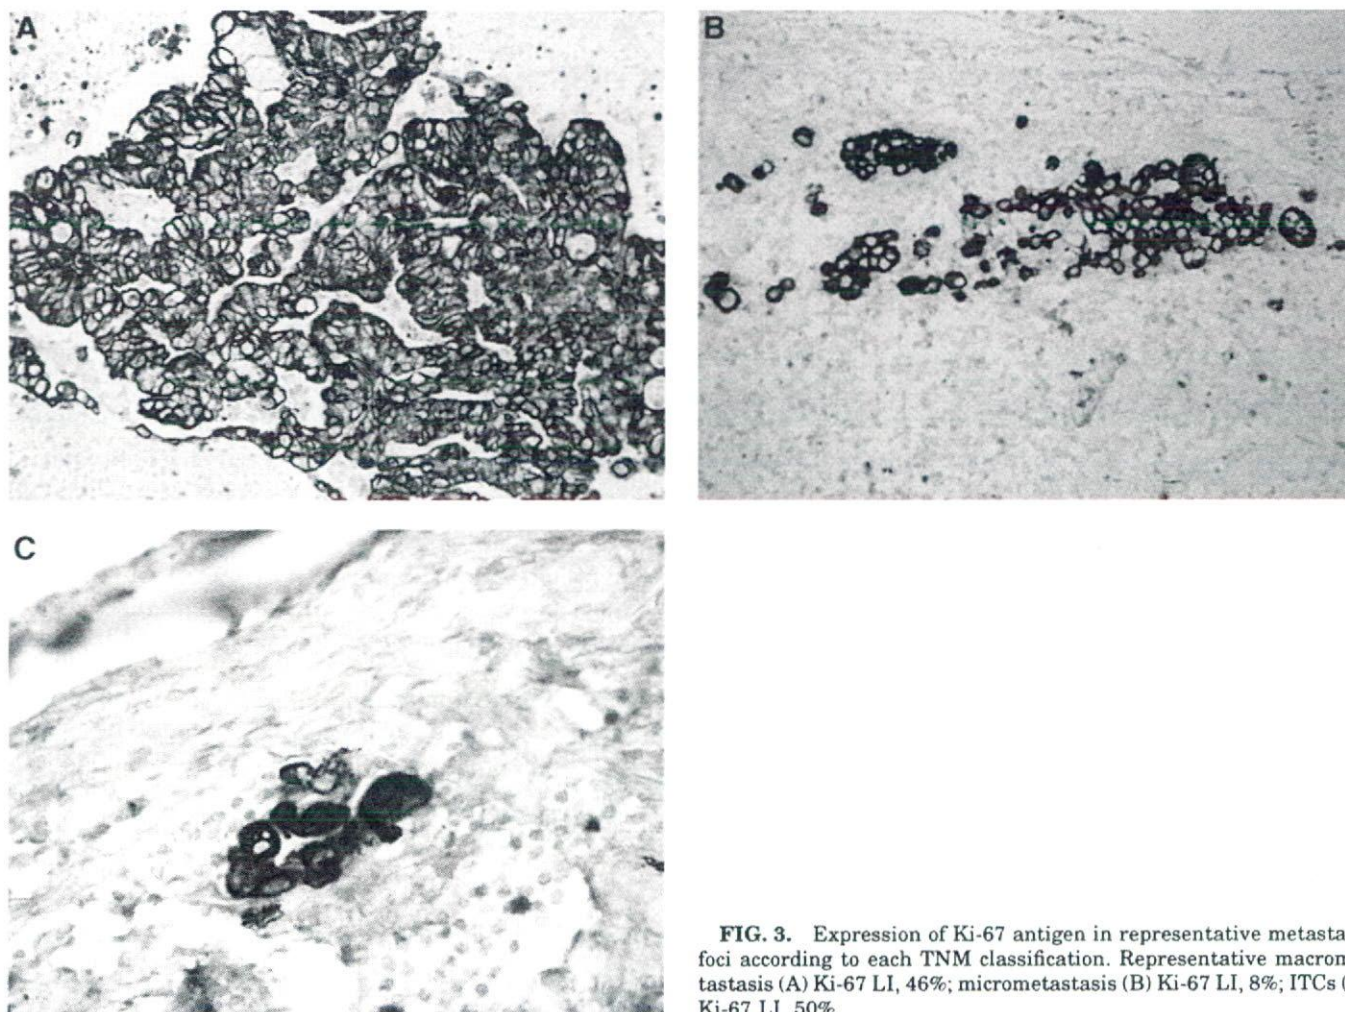 A
B
C
FIG. 3. Expression of Ki-67 antigen in representative metasta
foci according to each TNM classification. Representative macrom
tastasis (A) Ki-67 LI, 46%; micrometastasis (B) Ki-67 LI, 8%; ITCs (
Ki-67 LI, 50%